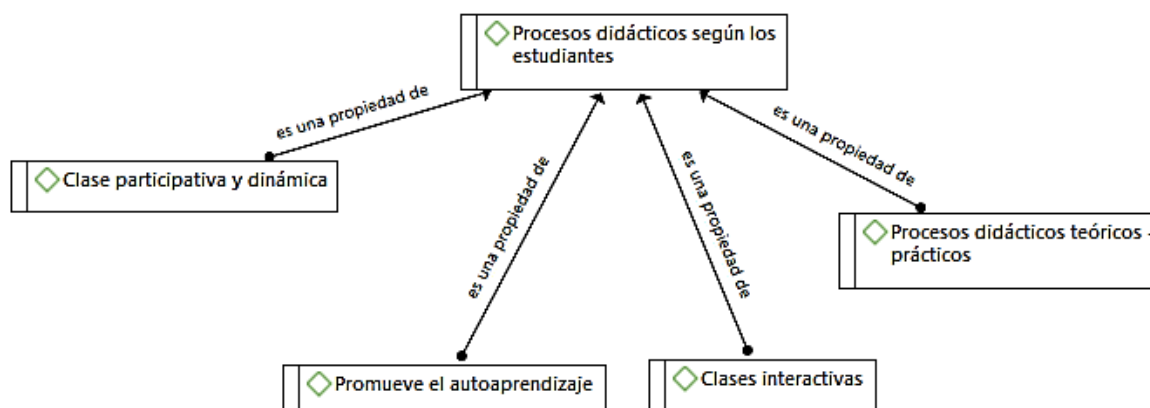 Procesos didácticos según los
estudiantes
es una propiedad de
es una propiedad de
es una propiedad de
es una propiedad de
Clase participativa y dinámica
Procesos didácticos teóricos -
prácticos
Promueve el autoaprendizaje
Clases interactivas